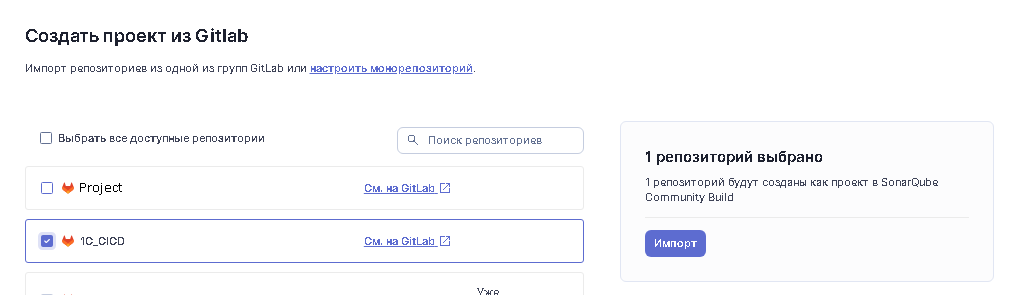 Создать проект из Gitlab
Импорт репозиториев из одной из групп GitLab или настроить монорепозиторий.
Выбрать все доступные репозитории
Поиск репозиториев
Project
См. на GitLab
1C_CICD
См. на GitLab
Уже
1 репозиторий выбрано
1 репозиторий будут созданы как проект в SonarQube
Community Build
Импорт